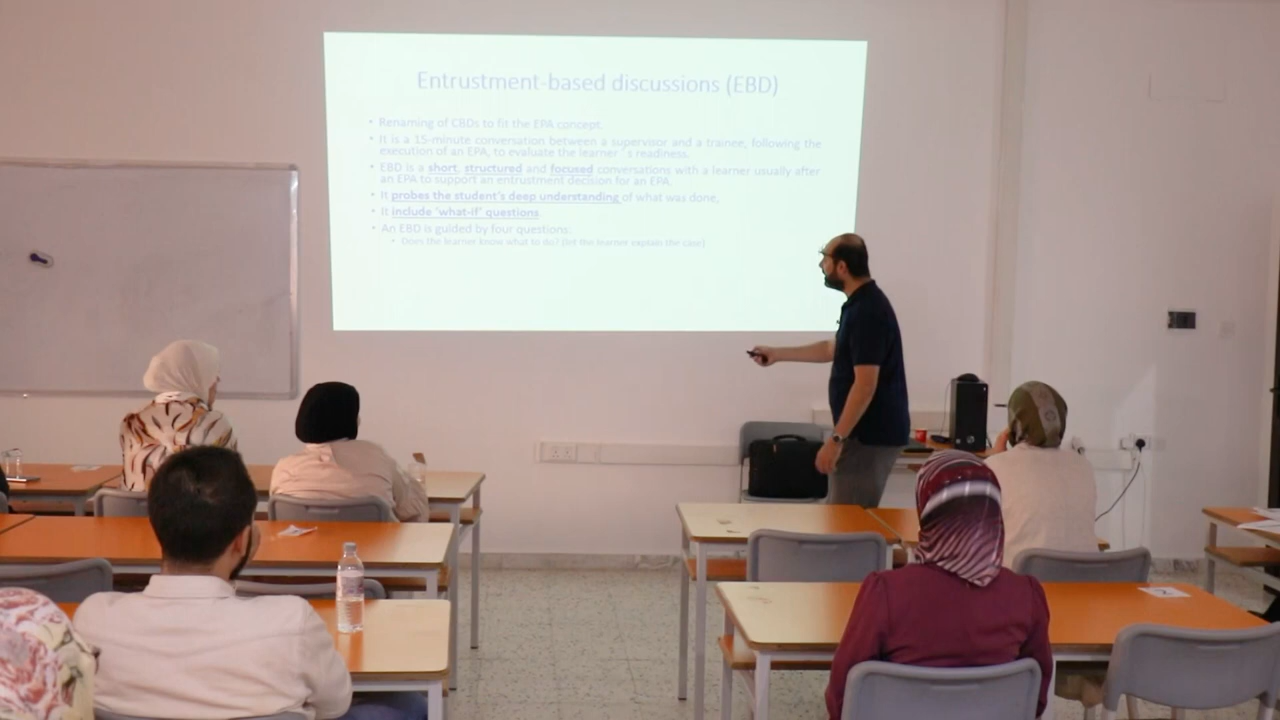 Entrustment-based discussions (EBD)
• Renaming of CBDs to fit the EPA concept.
• It is a 15-minute conversation between a supervisor and a trainee, following the
execution of an EPA, to evaluate the learner´s readiness.
• EBD is a short, structured and focused conversations with a learner usually after
an EPA to support an entrustment decision for an EPA.
• It probes the student's deep understanding of what was done,
• It include 'what-if' questions.
• An EBD is guided by four questions:
• Does the learner know what to do? (let the learner explain the case)